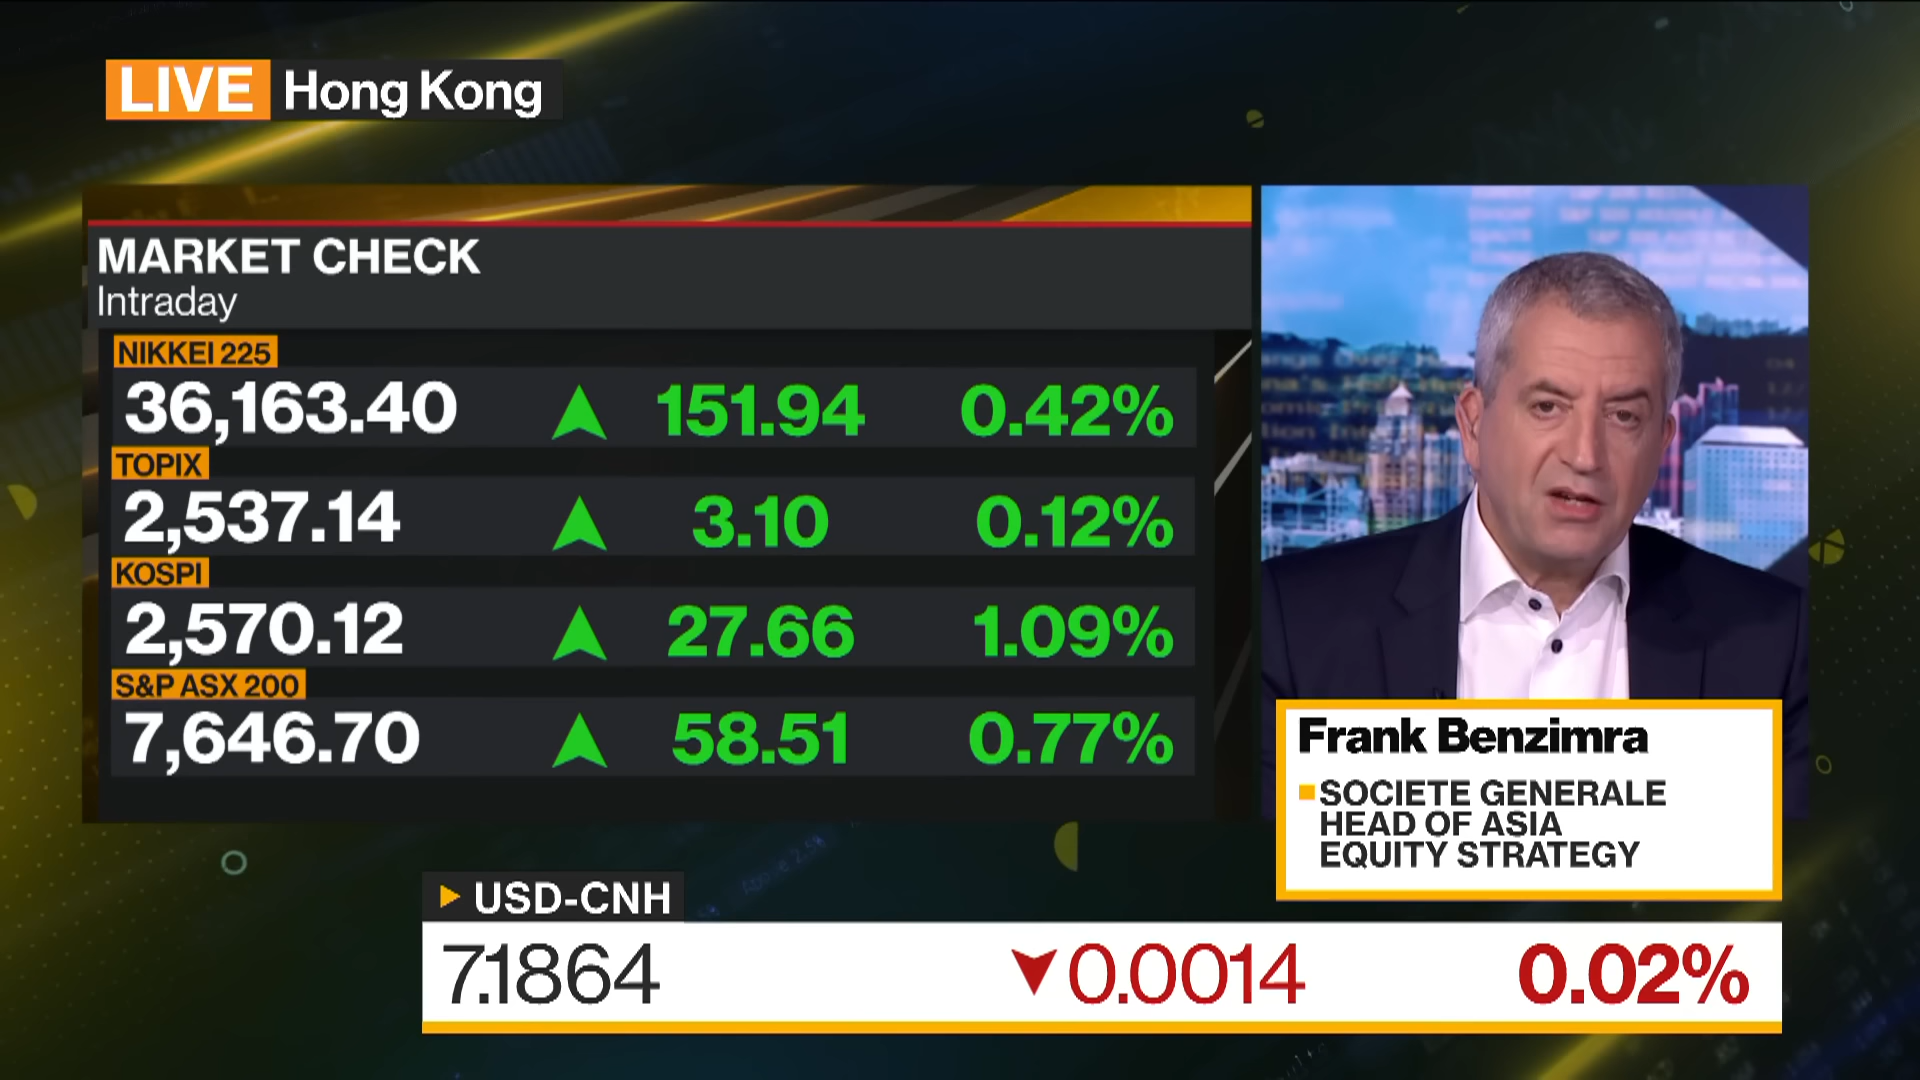 LIVE Hong Kong
MARKET CHECK
Intraday
NIKKEI 225
36,163.40 ▲ 151.94 0.42%
TOPIX
2,537.14 ▲ 3.10 0.12%
KOSPI
2,570.12 ▲ 27.66 1.09%
S&P ASX 200
7,646.70 ▲ 58.51 0.77%
Frank Benzimra
SOCIETE GENERALE
HEAD OF ASIA
EQUITY STRATEGY
USD-CNH
7.1864 ▼ 0.0014 0.02%